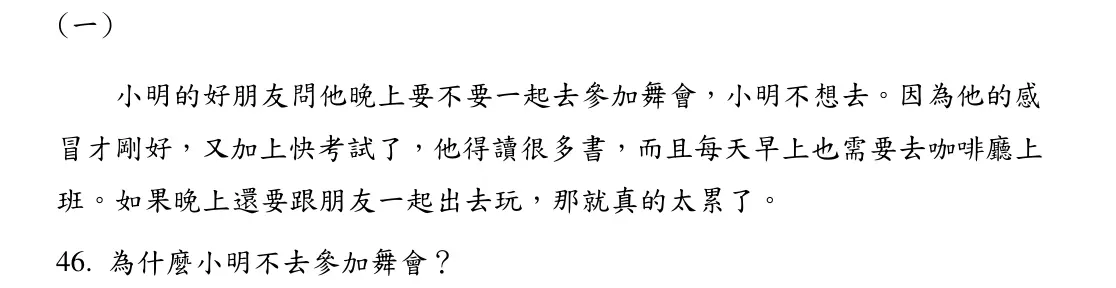 (一)
小明的好朋友問他晚上要不要一起去參加舞會，小明不想去。因為他的感
冒才剛好，又加上快考試了，他得讀很多書，而且每天早上也需要去咖啡廳上
班。如果晚上還要跟朋友一起出去玩，那就真的太累了。
46. 為什麼小明不去參加舞會？